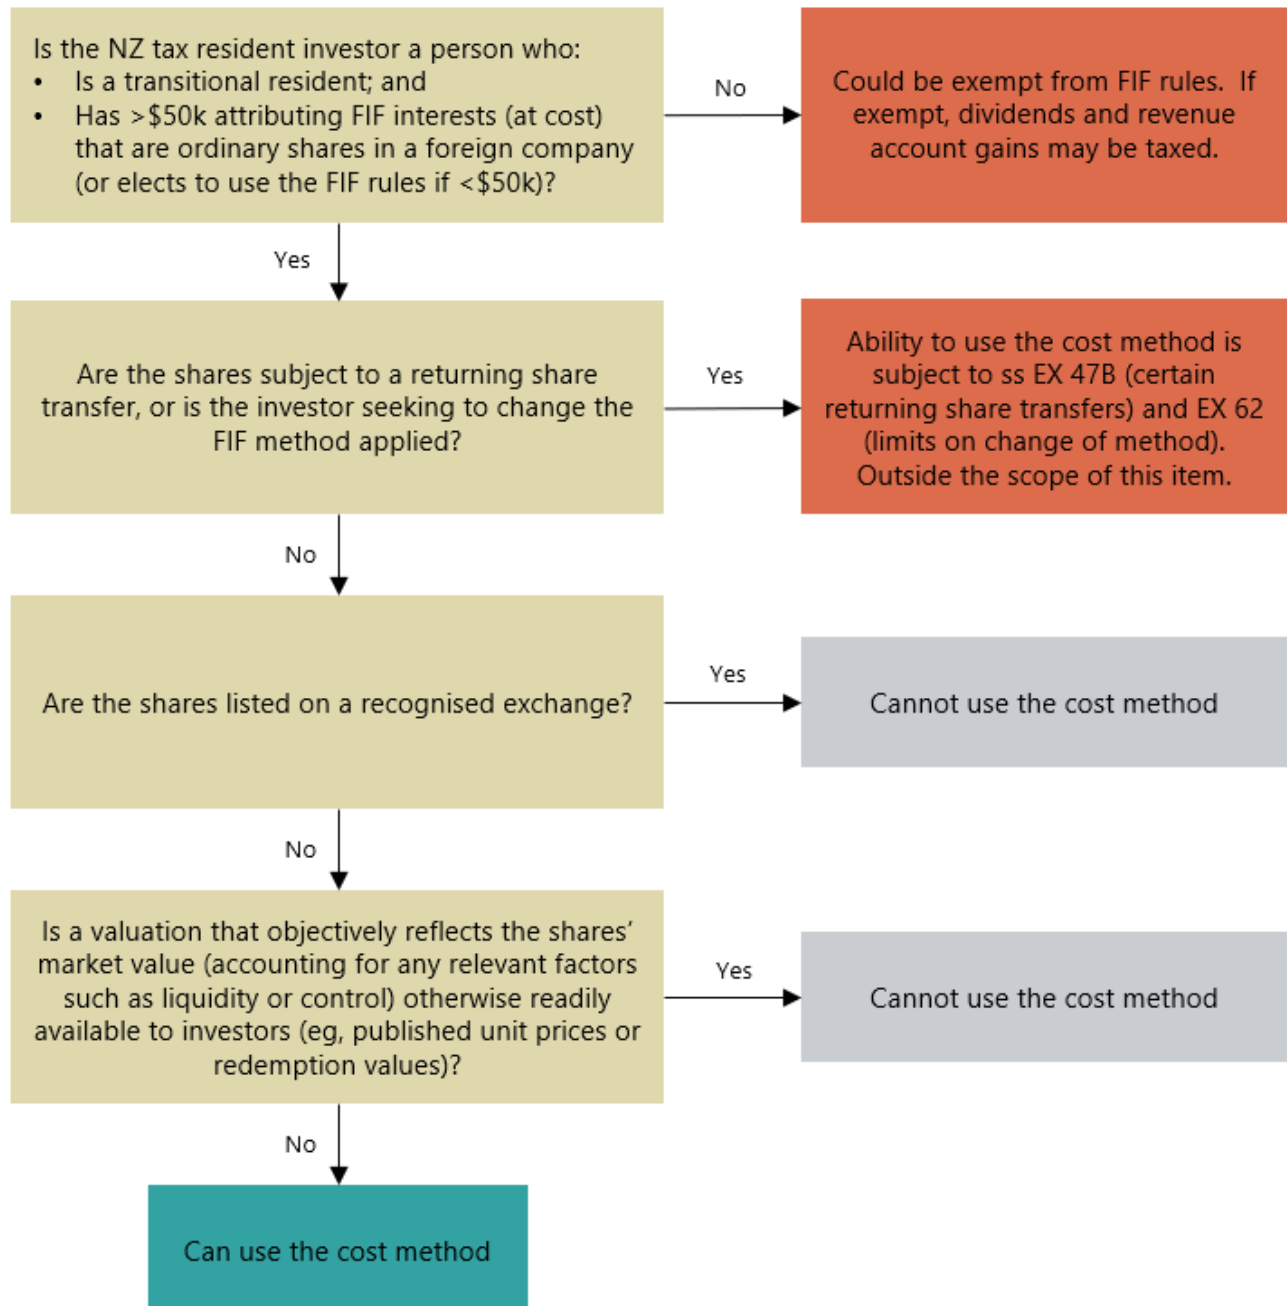 Is the NZ tax resident investor a person who:
• Is a transitional resident; and
• Has >$50k attributing FIF interests (at cost)
that are ordinary shares in a foreign company
(or elects to use the FIF rules if <$50k)?
No
Could be exempt from FIF rules. If
exempt, dividends and revenue
account gains may be taxed.
Yes
Are the shares subject to a returning share
transfer, or is the investor seeking to change the
FIF method applied?
Yes
Ability to use the cost method is
subject to ss EX 47B (certain
returning share transfers) and EX 62
(limits on change of method).
Outside the scope of this item.
No
Are the shares listed on a recognised exchange?
Yes
Cannot use the cost method
No
Is a valuation that objectively reflects the shares’
market value (accounting for any relevant factors
such as liquidity or control) otherwise readily
available to investors (eg, published unit prices or
redemption values)?
Yes
Cannot use the cost method
No
Can use the cost method